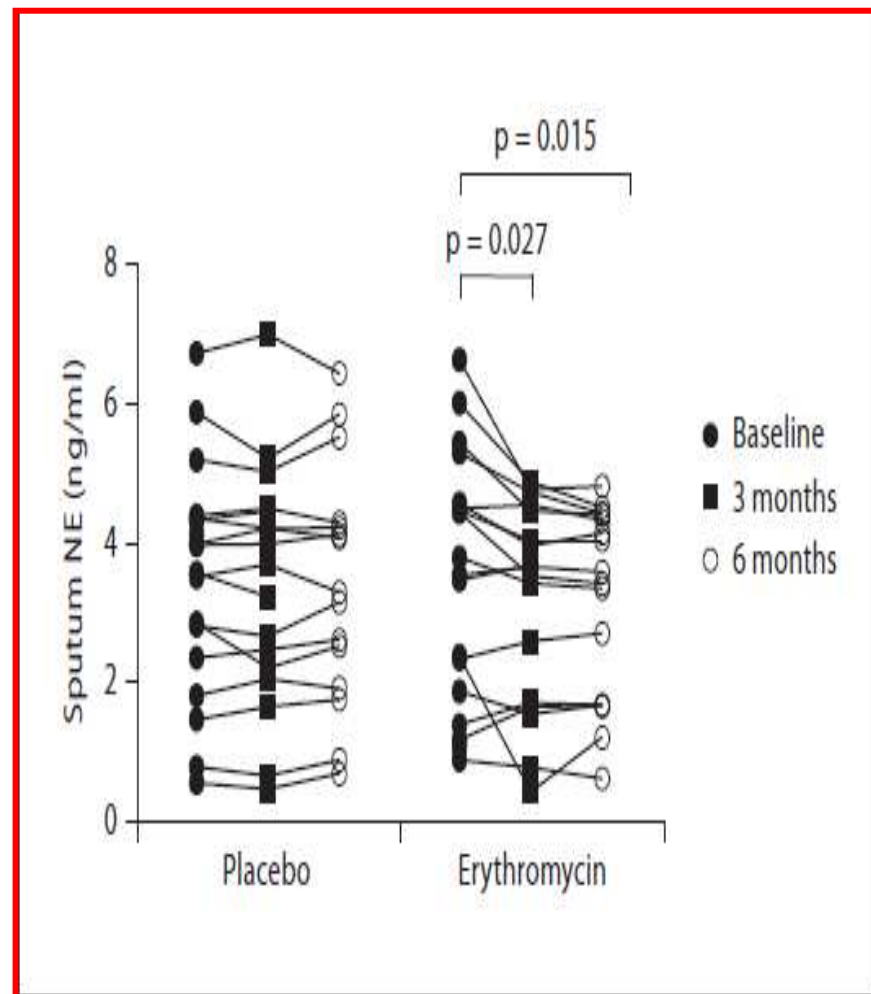 p = 0.015
p = 0.027
8
6
4
2
0
Sputum NE (ng/ml)
Baseline
3 months
6 months
Placebo
Erythromycin